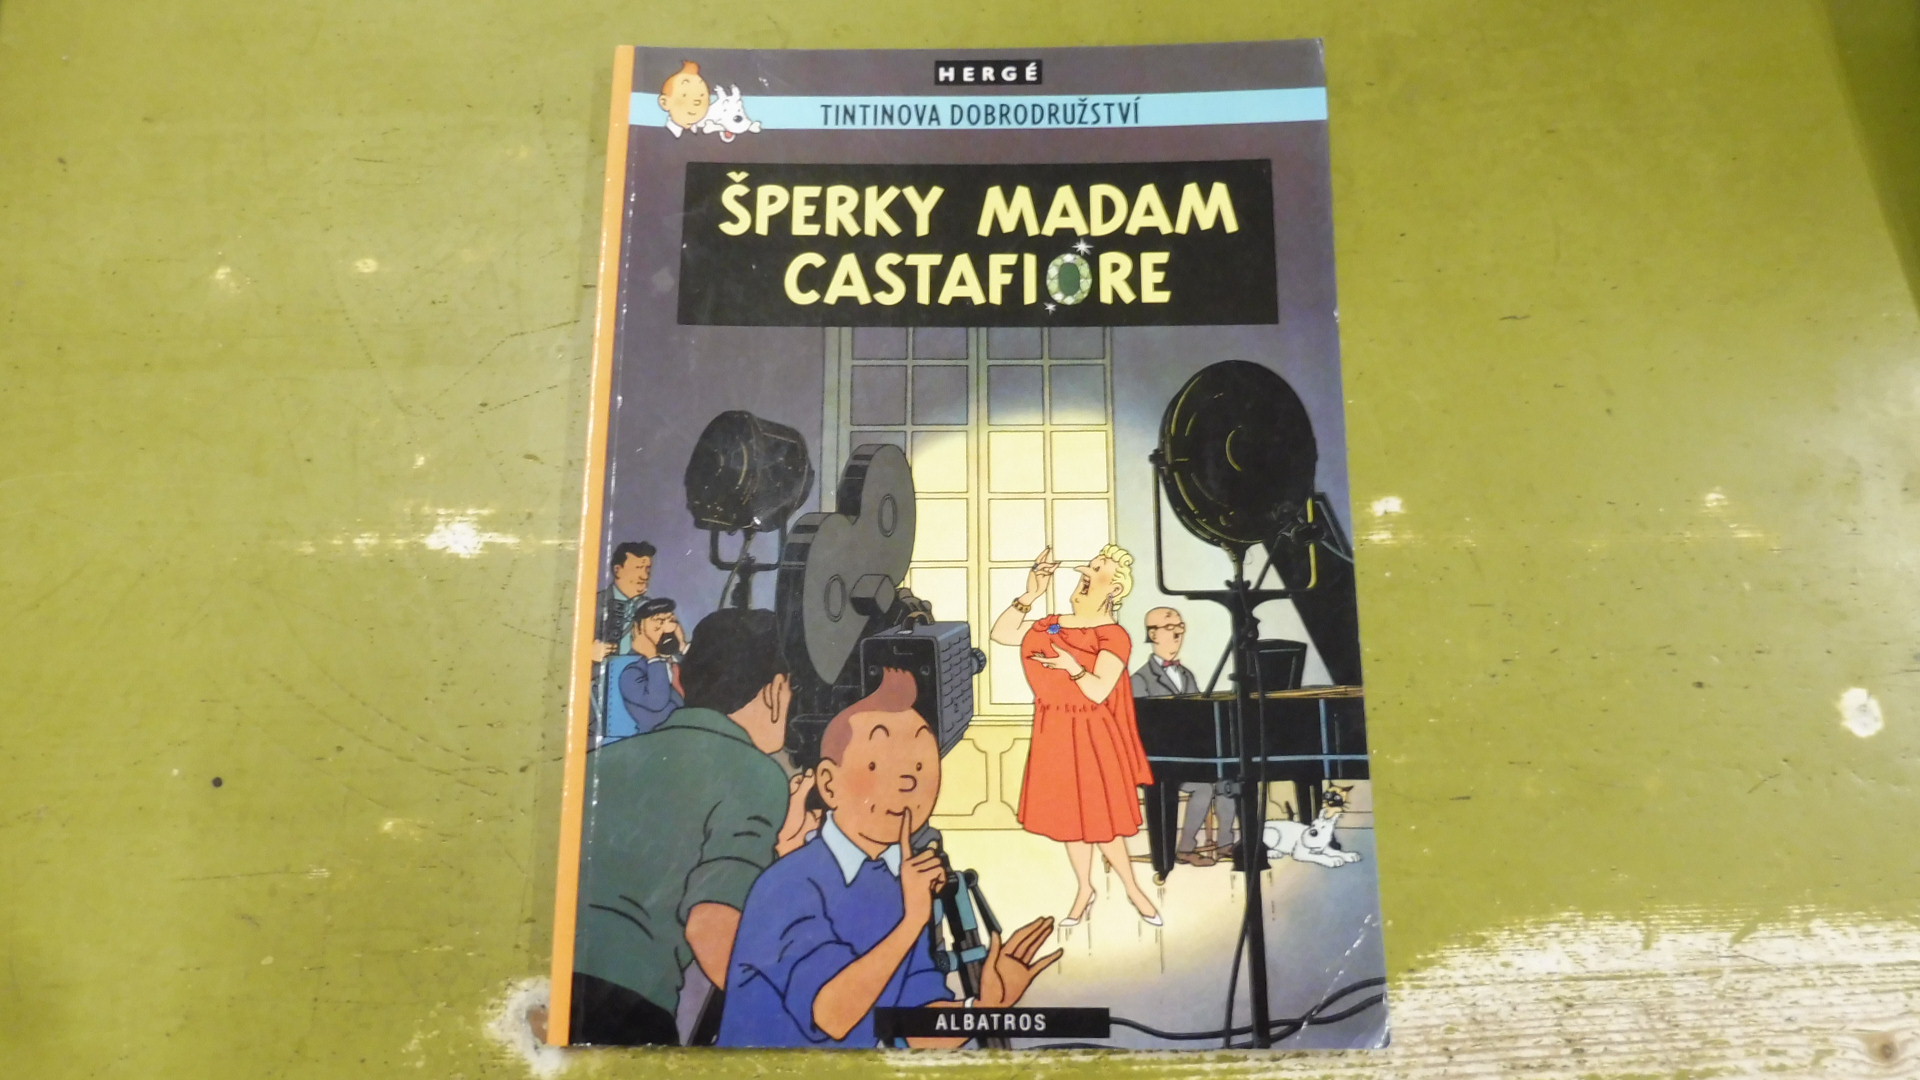 HERGÉ
TINTINOVA DOBRODRUŽSTVÍ
ŠPERKY MADAM
CASTAFIORE
ALBATROS